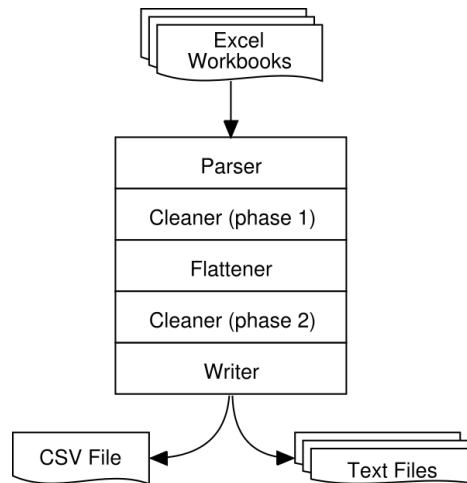 Excel
Workbooks
Parser
Cleaner (phase 1)
Flattener
Cleaner (phase 2)
Writer
CSV File
Text Files